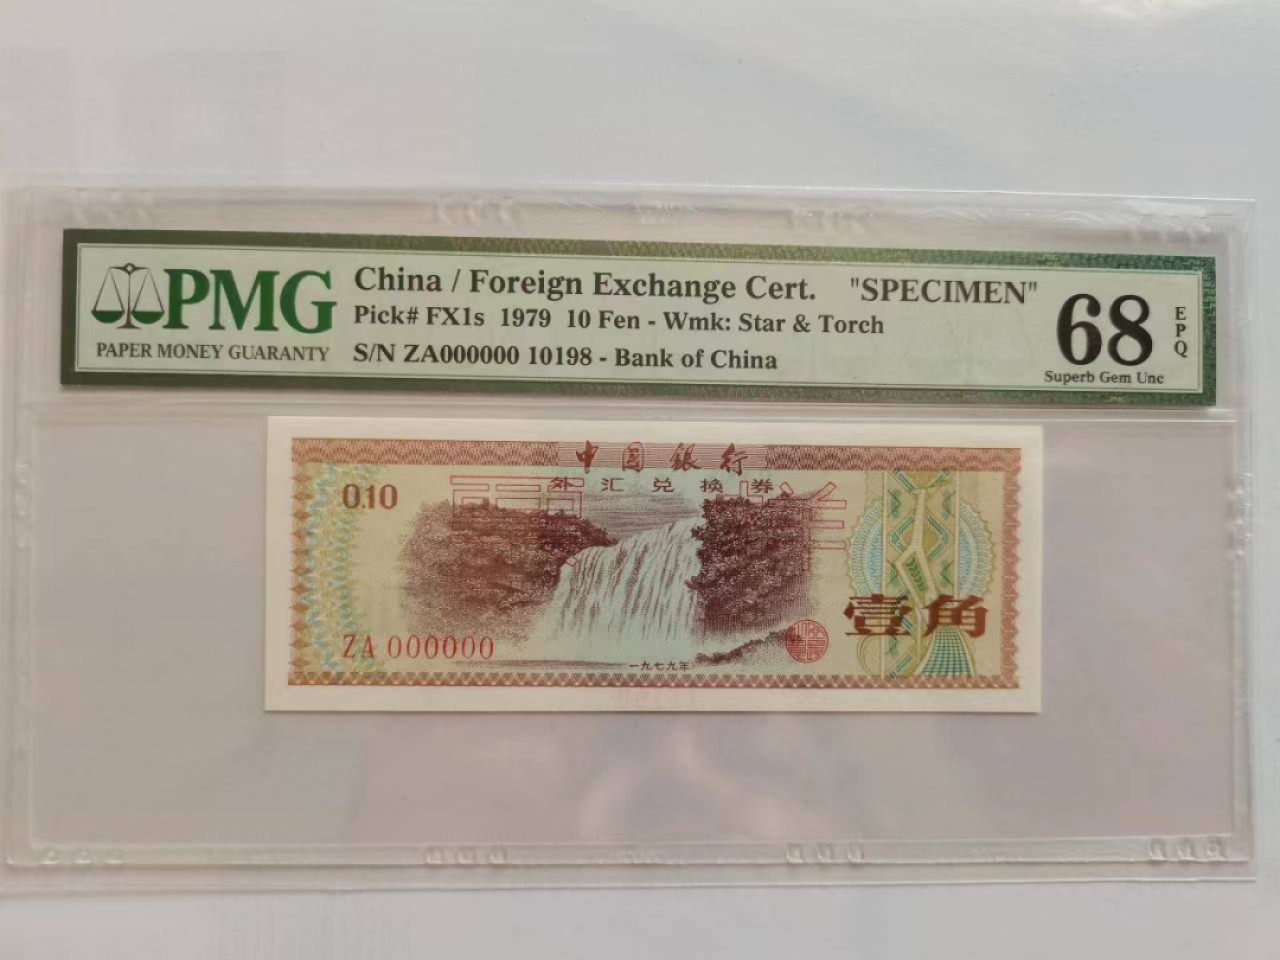 PMG
PAPER MONEY GUARANTY
China / Foreign Exchange Cert. "SPECIMEN"
Pick# FX1s 1979 10 Fen - Wmk: Star & Torch
S/N ZA000000 10198 - Bank of China
68
EPQ
Superb Gem Unc
中国银行
外汇兑换券
0.10
票样
ZA 000000
壹角
一九七九年